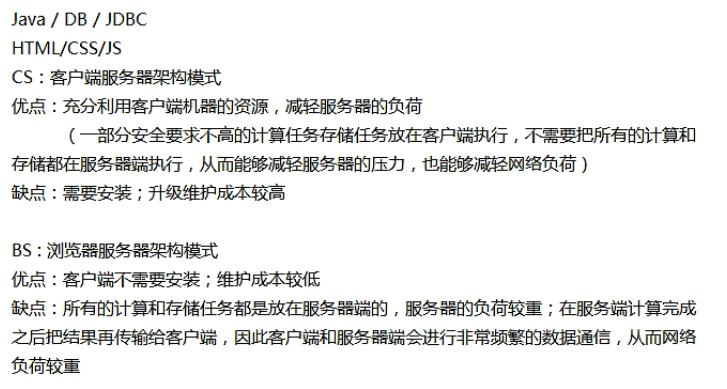 Java / DB / JDBC
HTML/CSS/JS
CS：客户端服务器架构模式
优点：充分利用客户端机器的资源，减轻服务器的负荷
（一部分安全要求不高的计算任务存储任务放在客户端执行，不需要把所有的计算和
存储都在服务器端执行，从而能够减轻服务器的压力，也能够减轻网络负荷）
缺点：需要安装；升级维护成本较高
BS：浏览器服务器架构模式
优点：客户端不需要安装；维护成本较低
缺点：所有的计算和存储任务都是放在服务器端的，服务器的负荷较重；在服务端计算完成
之后把结果再传输给客户端，因此客户端和服务器端会进行非常频繁的数据通信，从而网络
负荷较重